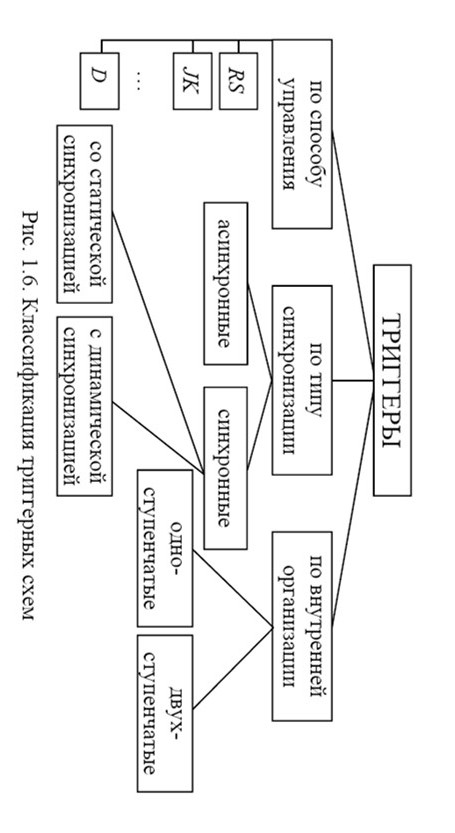 ТРИГГЕРЫ
по способу
управления
по типу
синхронизации
по внутренней
организации
RS
JK
...
D
асинхронные
синхронные
одно-
ступенчатые
двух-
ступенчатые
со статической
синхронизацией
с динамической
синхронизацией
Рис. 1.6. Классификация триггерных схем